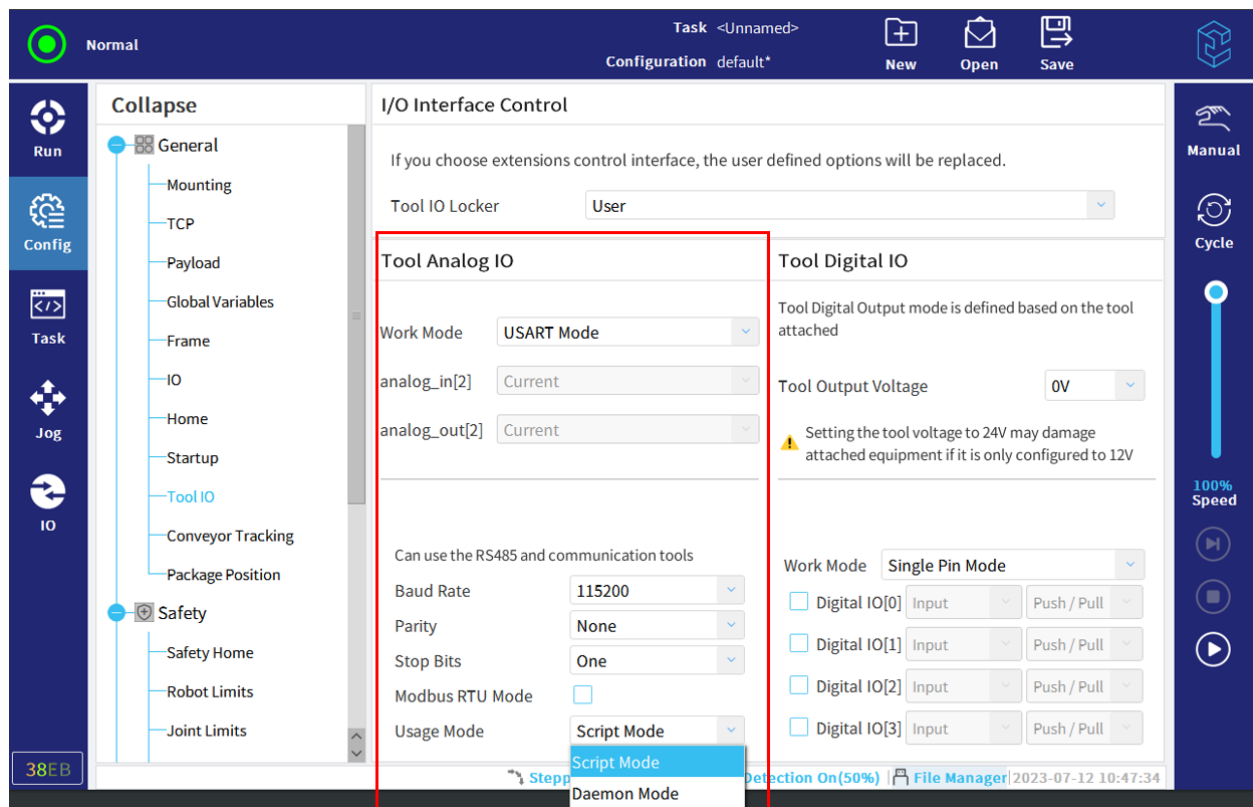 Normal
Task <Unnamed>
Configuration default*
New
Open
Save
Run
Config
Task
Jog
IO
38EB
Collapse
General
Mounting
TCP
Payload
Global Variables
Frame
IO
Home
Startup
Tool IO
Conveyor Tracking
Package Position
Safety
Safety Home
Robot Limits
Joint Limits
I/O Interface Control
If you choose extensions control interface, the user defined options will be replaced.
Tool IO Locker User
Tool Analog IO
Work Mode USART Mode
analog_in[2] Current
analog_out[2] Current
Can use the RS485 and communication tools
Baud Rate 115200
Parity None
Stop Bits One
Modbus RTU Mode
Usage Mode Script Mode
Script Mode
Daemon Mode
Tool Digital IO
Tool Digital Output mode is defined based on the tool
attached
Tool Output Voltage 0V
Setting the tool voltage to 24V may damage
attached equipment if it is only configured to 12V
Work Mode Single Pin Mode
Digital IO[0] Input Push / Pull
Digital IO[1] Input Push / Pull
Digital IO[2] Input Push / Pull
Digital IO[3] Input Push / Pull
Detection On(50%) File Manager 2023-07-12 10:47:34
Manual
Cycle
100%
Speed